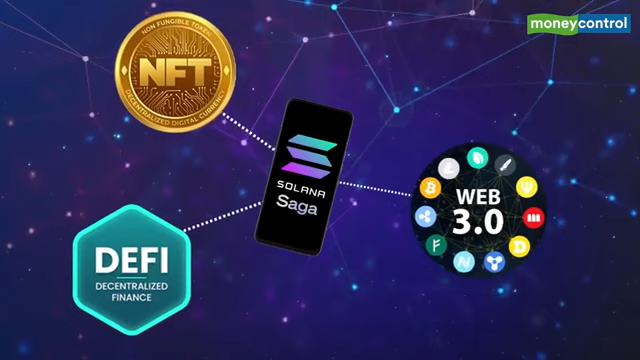 moneycontrol
NON FUNGIBLE TOKEN
NFT
DECENTRALIZED DIGITAL CURRENCY
SOLANA
Saga
WEB
3.0
DEFI
DECENTRALIZED
FINANCE